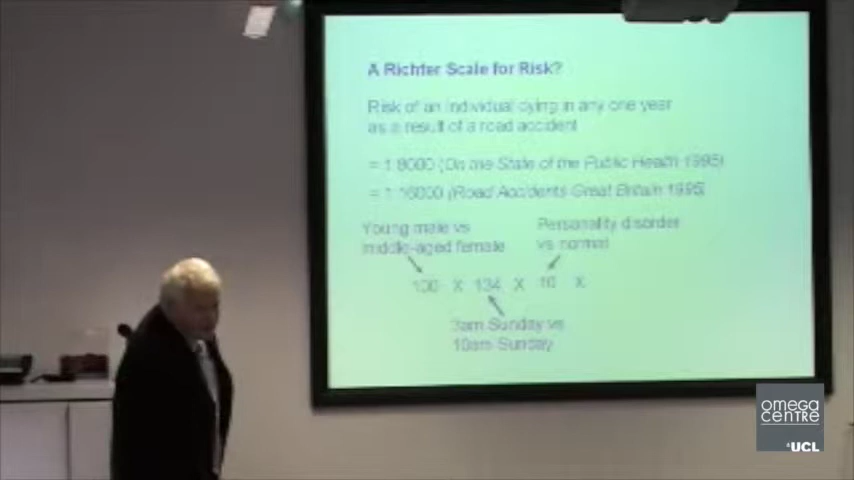 A Richter Scale for Risk?
Risk of an individual dying in any one year
as a result of a road accident
= 1:8000 (On the State of the Public Health 1995)
= 1:16000 (Road Accidents Great Britain 1995)
Young male vs
middle-aged female
Personality disorder
vs normal
100 X 134 X 10 X
3am Sunday vs
10am Sunday
omega
centre
UCL